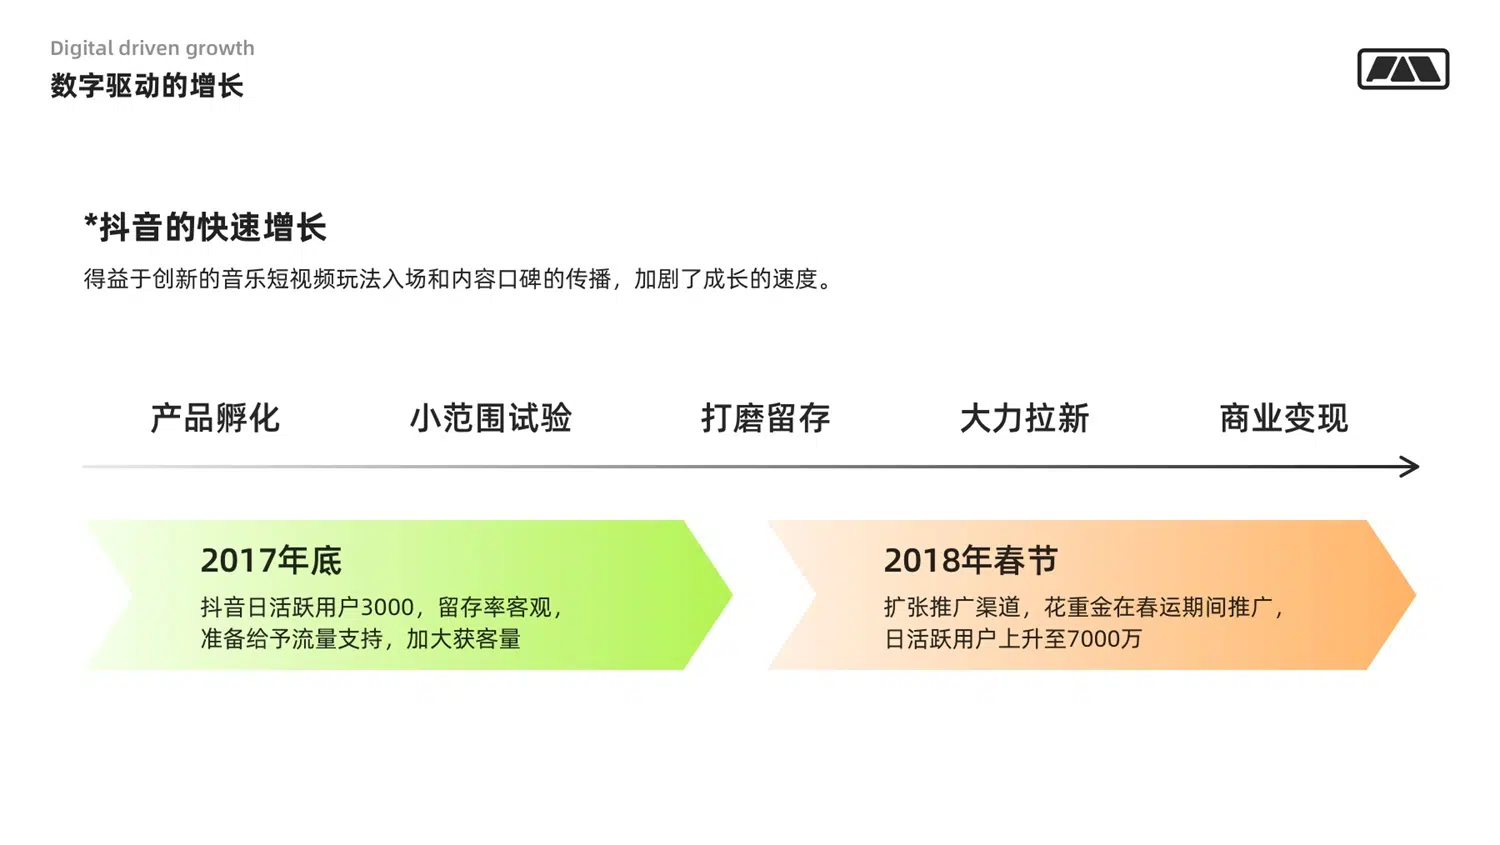 Digital driven growth
数字驱动的增长
*抖音的快速增长
得益于创新的音乐短视频玩法入场和内容口碑的传播，加剧了成长的速度。
产品孵化
小范围试验
打磨留存
大力拉新
商业变现
2017年底
抖音日活跃用户3000，留存率客观，
准备给予流量支持，加大获客量
2018年春节
扩张推广渠道，花重金在春运期间推广，
日活跃用户上升至7000万